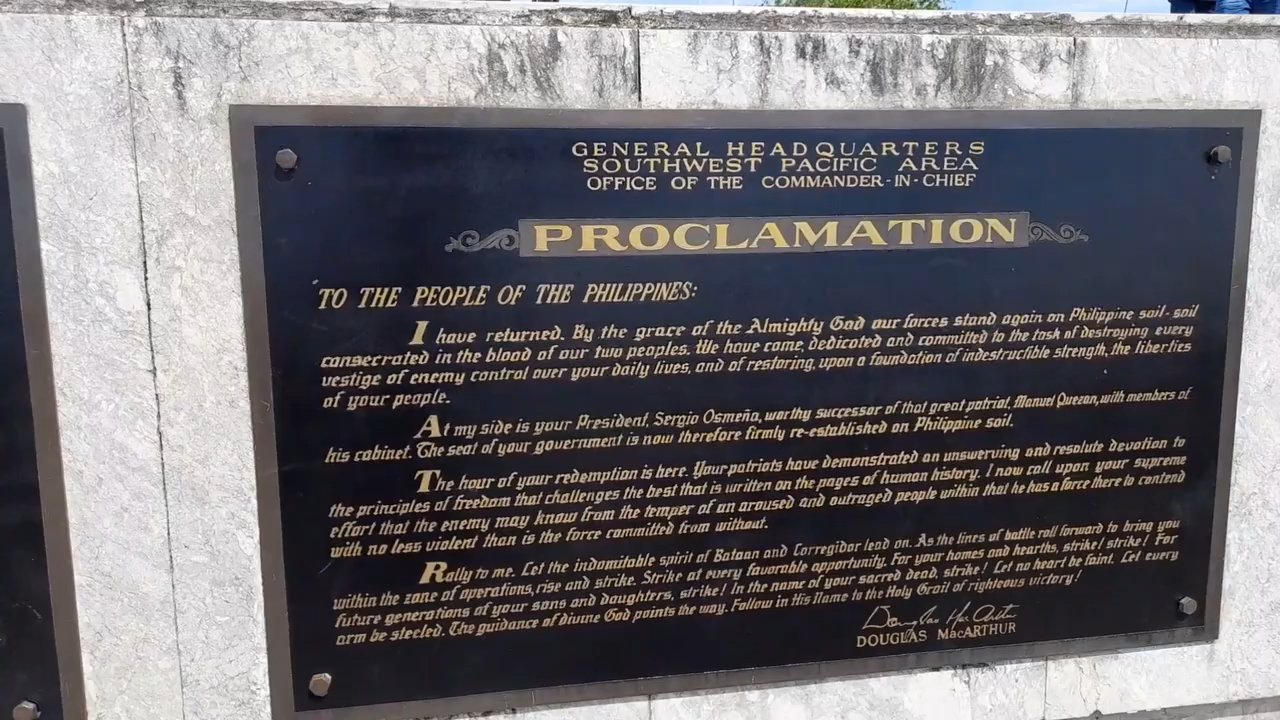 GENERAL HEADQUARTERS
SOUTHWEST PACIFIC AREA
OFFICE OF THE COMMANDER-IN-CHIEF
PROCLAMATION
TO THE PEOPLE OF THE PHILIPPINES:
I have returned. By the grace of the Almighty God our forces stand again on Philippine soil - soil
consecrated in the blood of our two peoples. We have come, dedicated and committed to the task of destroying every
vestige of enemy control over your daily lives, and of restoring, upon a foundation of indestructible strength, the liberties
of your people.
At my side is your President, Sergio Osmeña, worthy successor of that great patriot, Manuel Quezon, with members of
his cabinet. The seat of your government is now therefore firmly re-established on Philippine soil.
The hour of your redemption is here. Your patriots have demonstrated an unswerving and resolute devotion to
the principles of freedom that challenges the best that is written on the pages of human history. I now call upon your supreme
effort that the enemy may know from the temper of an aroused and outraged people within that he has a force there to contend
with no less violent than is the force committed from without.
Rally to me. Let the indomitable spirit of Bataan and Corregidor lead on. As the lines of battle roll forward to bring you
within the zone of operations, rise and strike. Strike at every favorable opportunity. For your homes and hearths, strike! strike! For
future generations of your sons and daughters, strike! In the name of your sacred dead, strike! Let no heart be faint. Let every
arm be steeled. The guidance of divine God points the way. Follow in His Name to the Holy Grail of righteous victory!
Douglas MacArthur
DOUGLAS MacARTHUR